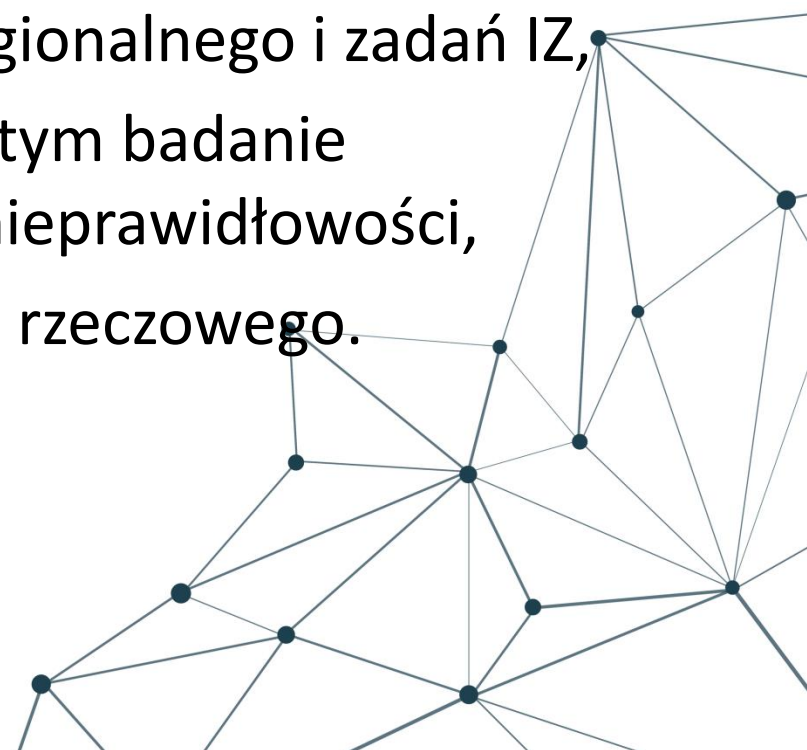 gionalnego i zadań IZ,
tym badanie
nieprawidłowości,
rzeczowego.